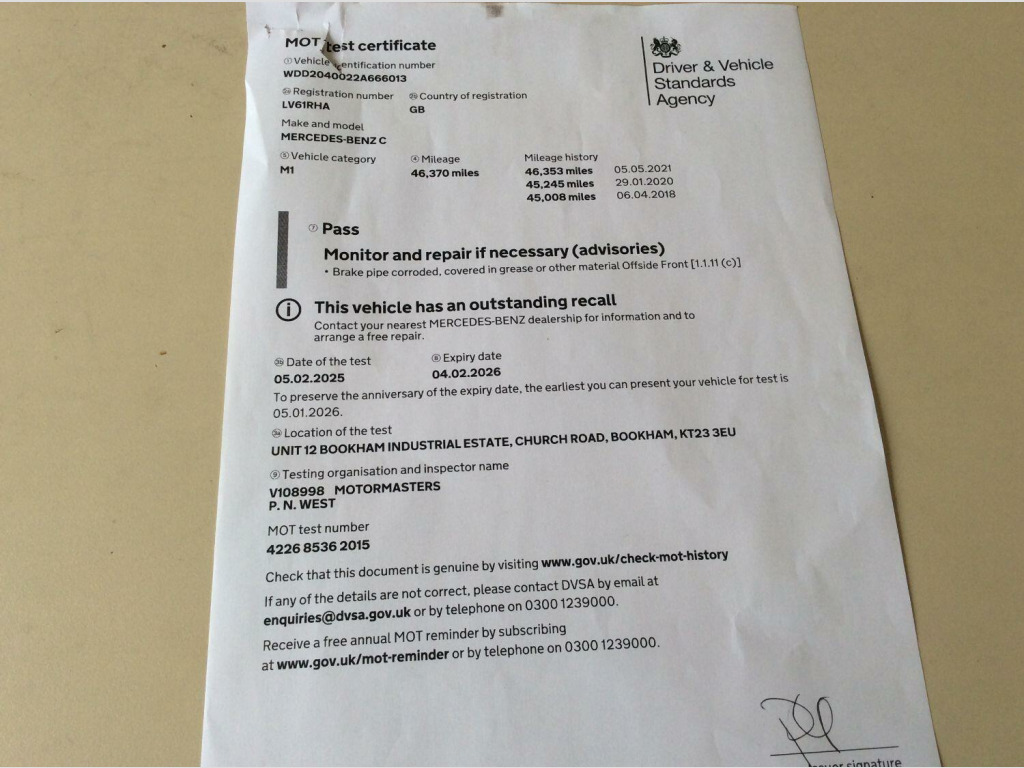 MOT test certificate
① Vehicle identification number
WDD2040022A666013
Registration number
LV61RHA
Country of registration
GB
Make and model
MERCEDES-BENZ C
⑤ Vehicle category
M1
④ Mileage
46,370 miles
Mileage history
46,353 miles 05.05.2021
45,245 miles 29.01.2020
45,008 miles 06.04.2018
Driver & Vehicle
Standards
Agency
⑦ Pass
Monitor and repair if necessary (advisories)
• Brake pipe corroded, covered in grease or other material Offside Front [1.1.11 (c)]
This vehicle has an outstanding recall
Contact your nearest MERCEDES-BENZ dealership for information and to
arrange a free repair.
Date of the test
05.02.2025
⑧ Expiry date
04.02.2026
To preserve the anniversary of the expiry date, the earliest you can present your vehicle for test is
05.01.2026.
Location of the test
UNIT 12 BOOKHAM INDUSTRIAL ESTATE, CHURCH ROAD, BOOKHAM, KT23 3EU
⑨ Testing organisation and inspector name
V108998 MOTORMASTERS
P. N. WEST
MOT test number
4226 8536 2015
Check that this document is genuine by visiting www.gov.uk/check-mot-history
If any of the details are not correct, please contact DVSA by email at
enquiries@dvsa.gov.uk or by telephone on 0300 1239000.
Receive a free annual MOT reminder by subscribing
at www.gov.uk/mot-reminder or by telephone on 0300 1239000.
signature